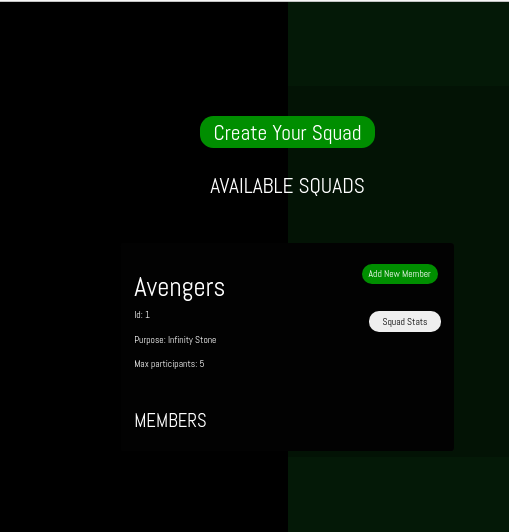 Create Your Squad
AVAILABLE SQUADS
Avengers
Add New Member
Id: 1
Squad Stats
Purpose: Infinity Stone
Max participants: 5
MEMBERS